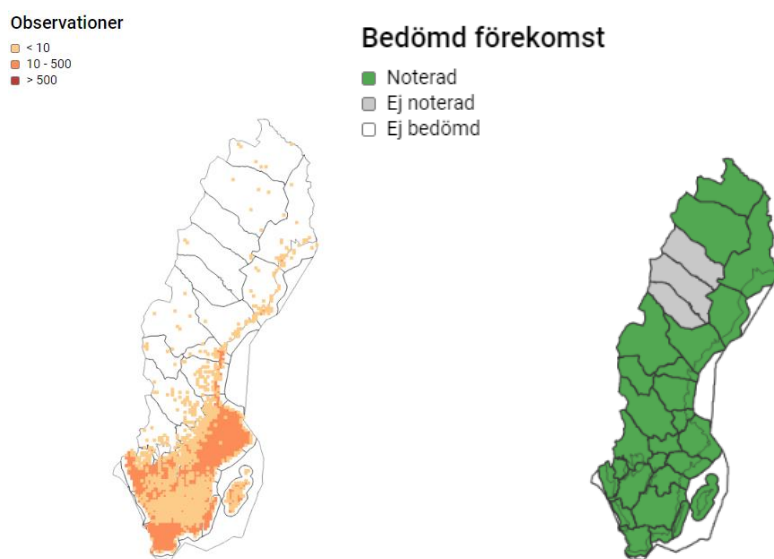 Observationer
< 10
10 - 500
> 500
Bedömd förekomst
Noterad
Ej noterad
Ej bedömd